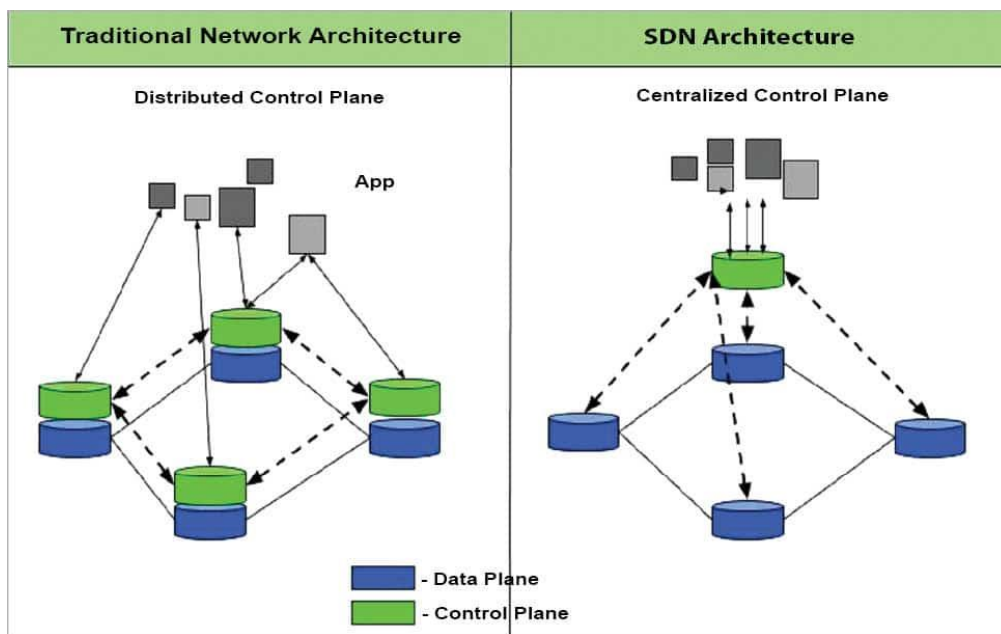 Traditional Network Architecture
SDN Architecture
Distributed Control Plane
Centralized Control Plane
App
- Data Plane
- Control Plane